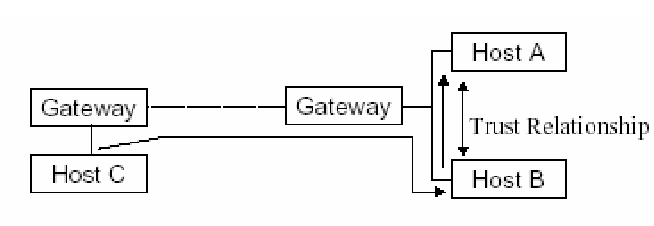 Host A
Gateway
Gateway
Trust Relationship
Host C
Host B